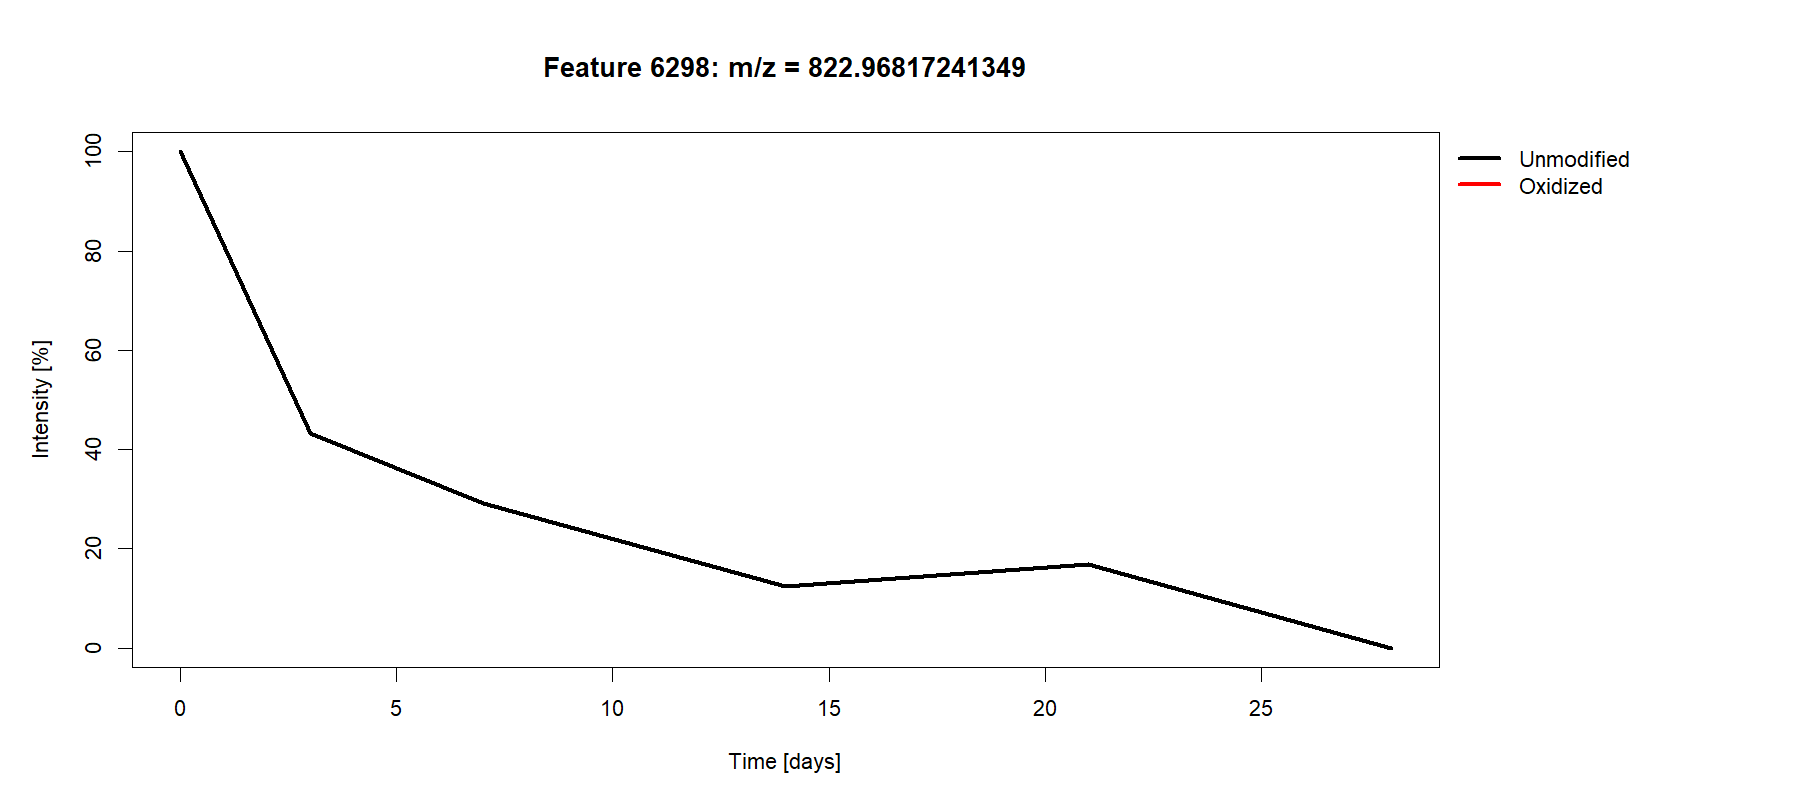 Feature 6298: m/z = 822.96817241349
Unmodified
Oxidized
Intensity [%]
100
80
60
40
20
0
0 5 10 15 20 25
Time [days]